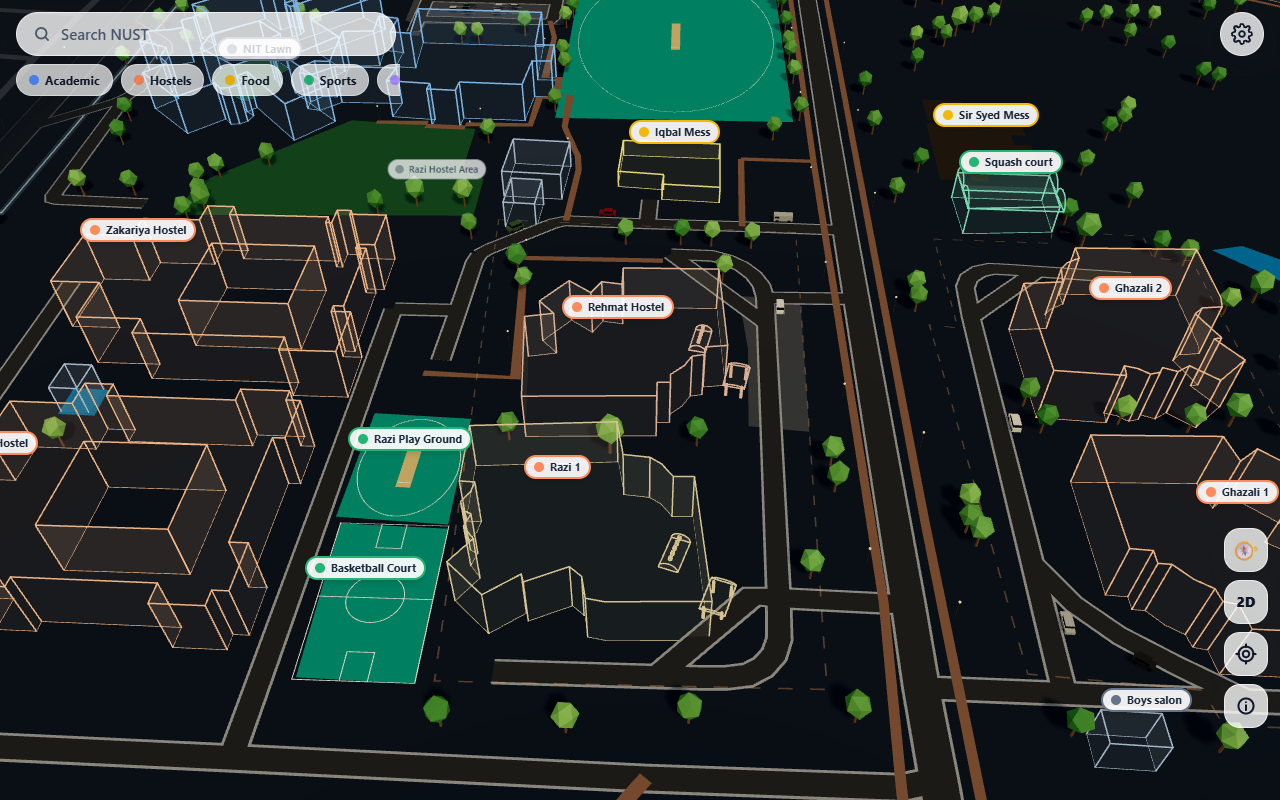 Search NUST
NIT Lawn
Academic
Hostels
Food
Sports
Sir Syed Mess
Iqbal Mess
Squash court
Razi Hostel Area
Zakariya Hostel
Ghazali 2
Rehmat Hostel
Razi Play Ground
Hostel
Razi 1
Ghazali 1
Basketball Court
2D
Boys salon